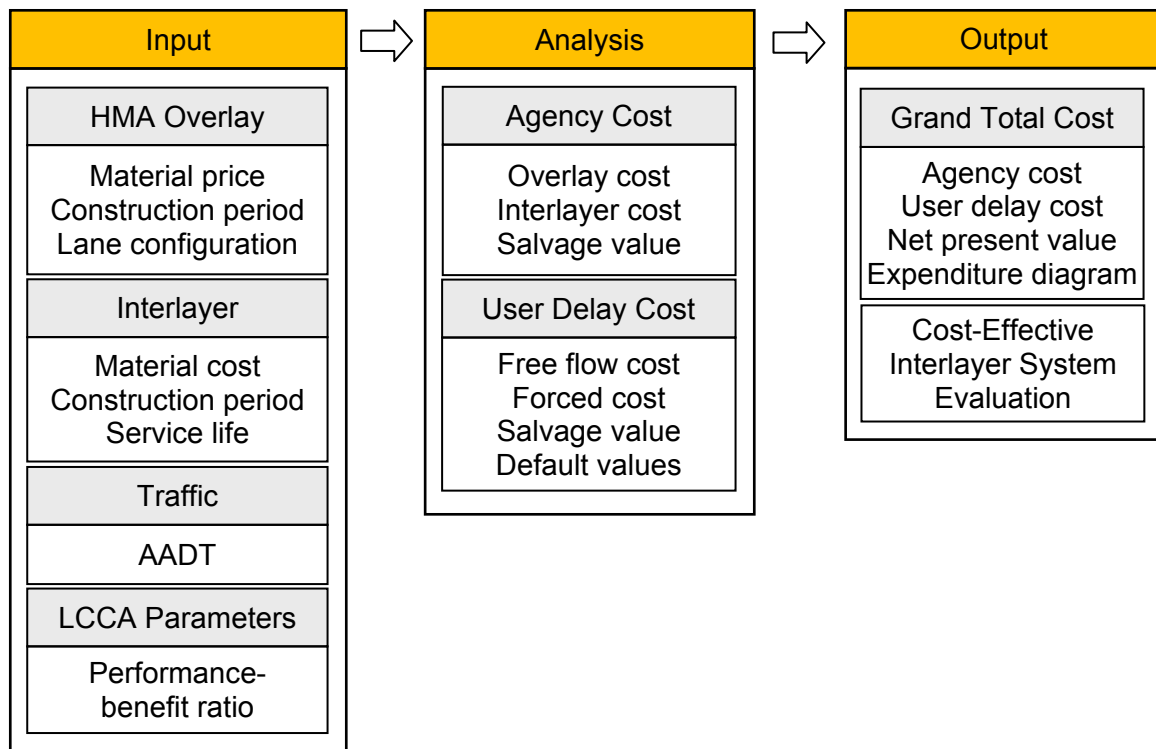 Input
HMA Overlay
Material price
Construction period
Lane configuration
Interlayer
Material cost
Construction period
Service life
Traffic
AADT
LCCA Parameters
Performance-
benefit ratio
Analysis
Agency Cost
Overlay cost
Interlayer cost
Salvage value
User Delay Cost
Free flow cost
Forced cost
Salvage value
Default values
Output
Grand Total Cost
Agency cost
User delay cost
Net present value
Expenditure diagram
Cost-Effective
Interlayer System
Evaluation